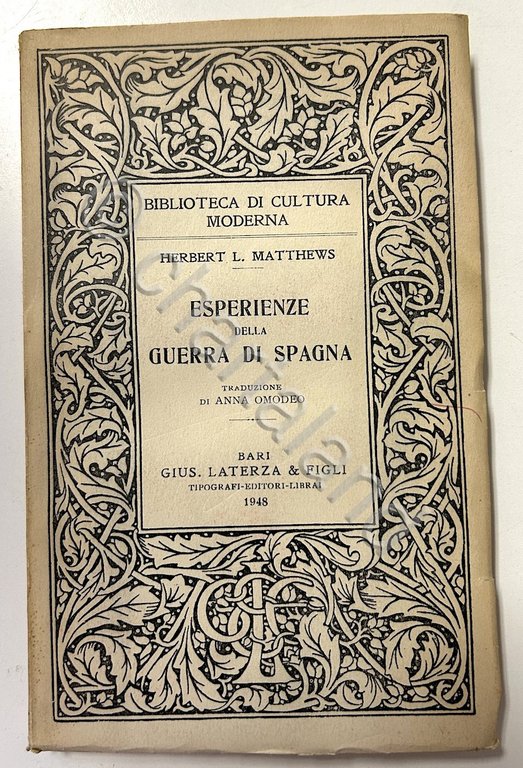 BIBLIOTECA DI CULTURA
MODERNA
HERBERT L. MATTHEWS
ESPERIENZE
DELLA
GUERRA DI SPAGNA
TRADUZIONE
DI ANNA OMODEO
BARI
GIUS. LATERZA & FIGLI
TIPOGRAFI-EDITORI-LIBRAI
1948